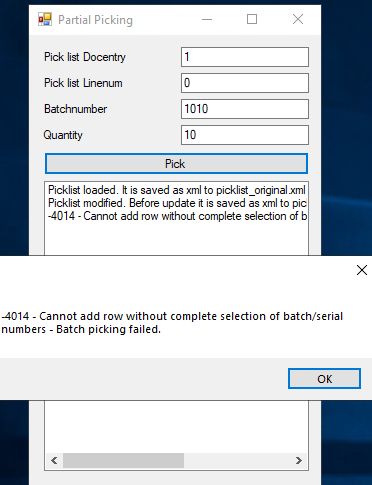 Partial Picking
Pick list Docentry 1
Pick list Linenum 0
Batchnumber 1010
Quantity 10
Pick
Picklist loaded. It is saved as xml to picklist_original.xml
Picklist modified. Before update it is saved as xml to
-4014 - Cannot add row without complete selection of
-4014 - Cannot add row without complete selection of batch/serial
numbers - Batch picking failed.
OK